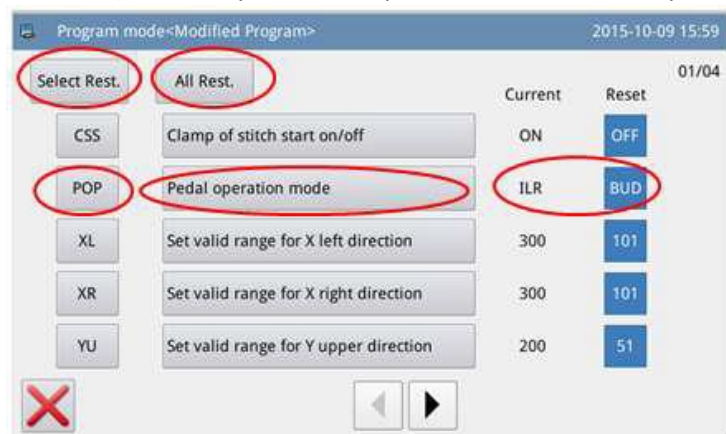 Program mode<Modified Program> 2015-10-09 15:59
Select Rest. All Rest. 01/04
Current Reset
CSS Clamp of stitch start on/off ON OFF
POP Pedal operation mode ILR BUD
XL Set valid range for X left direction 300 101
XR Set valid range for X right direction 300 101
YU Set valid range for Y upper direction 200 51